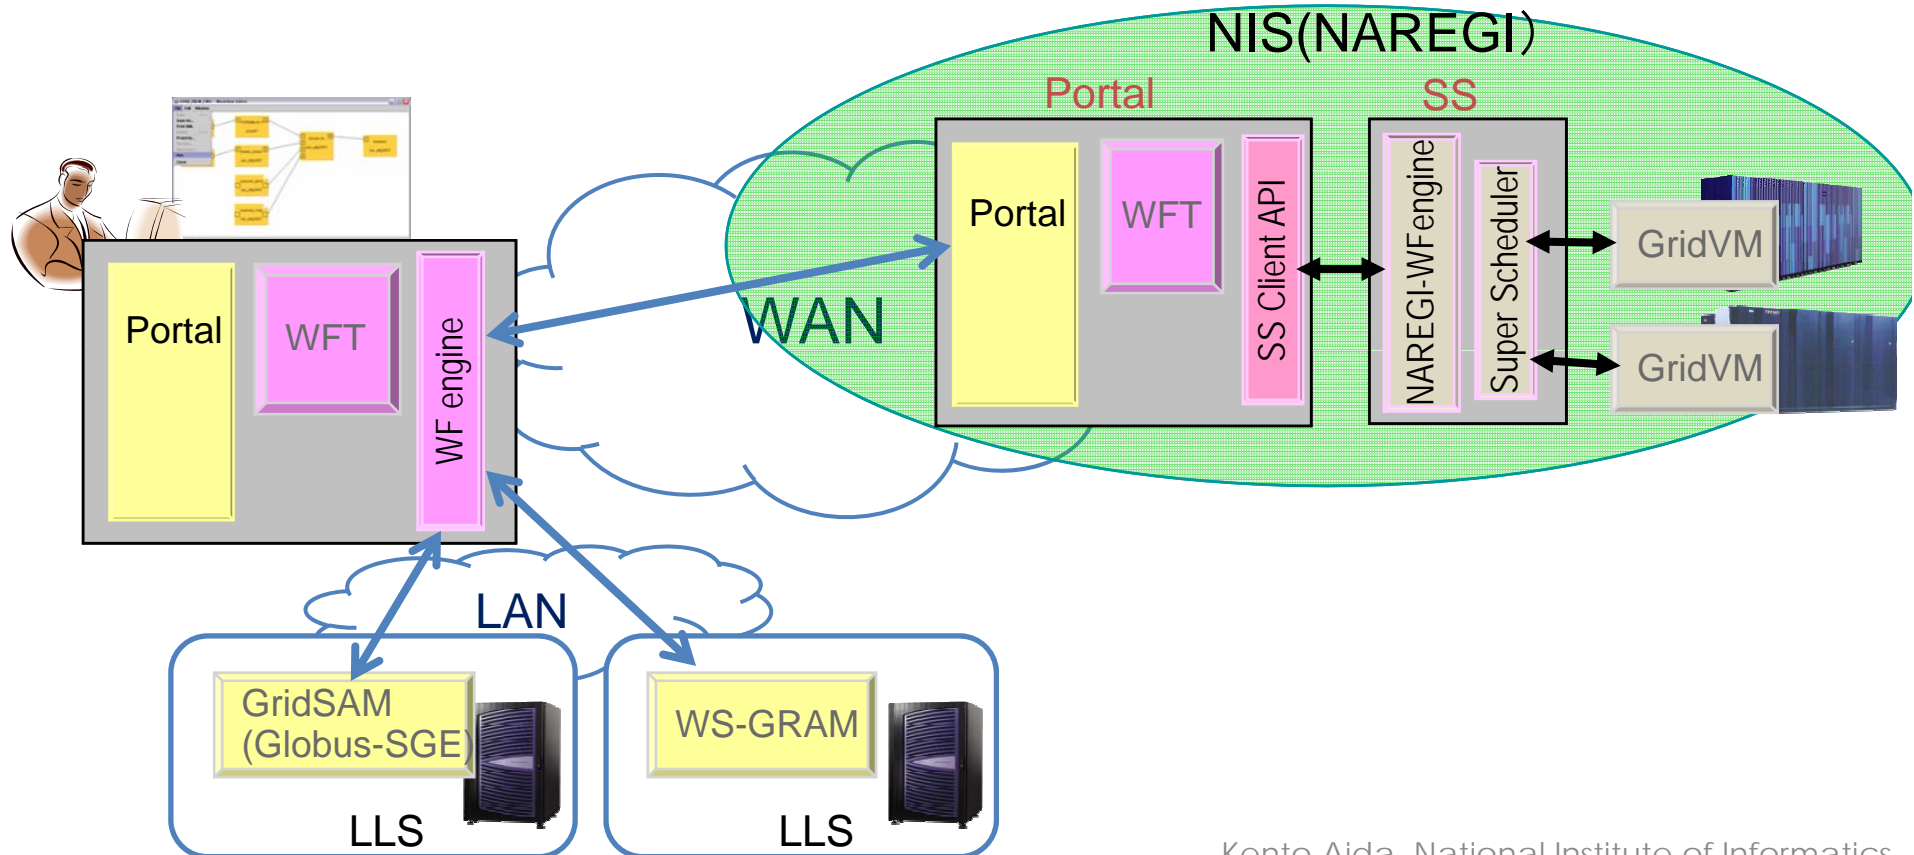 NIS(NAREGI）
Portal
SS
Portal
WFT
SS Client API
NAREGI-WFengine
Super Scheduler
GridVM
GridVM
WAN
Portal
WFT
WF engine
LAN
GridSAM
(Globus-SGE)
LLS
WS-GRAM
LLS
Kento Aida, National Institute of Informatics